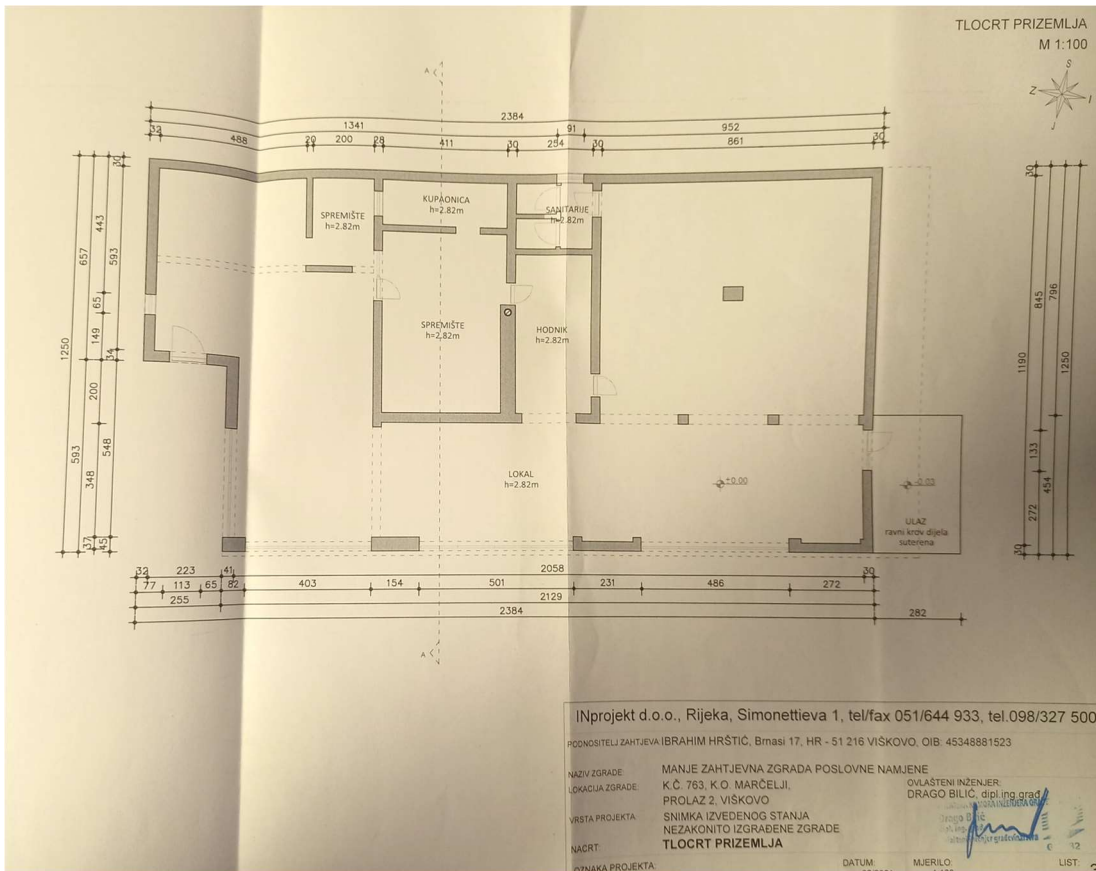 TLOCRT PRIZEMLJA
M 1:100
S
Z
I
J
A
2384
1341
91
952
32
488
20
200
28
411
30
254
30
861
30
KUPAONICA
h=2.82m
SPREMIŠTE
h=2.82m
SANITARIJE
h=2.82m
SPREMIŠTE
h=2.82m
HODNIK
h=2.82m
LOKAL
h=2.82m
±0.00
-0.03
ULAZ
ravni krov dijela
suterena
1250
657
593
443
65
149
200
348
37
30
593
34
548
45
30
845
796
1190
1250
133
454
272
30
32
223
41
2058
30
77
113
65
82
403
154
501
231
486
272
255
2129
2384
282
A
INprojekt d.o.o., Rijeka, Simonettieva 1, tel/fax 051/644 933, tel.098/327 500
PODNOSITELJ ZAHTJEVA: IBRAHIM HRŠTIĆ, Brnasi 17, HR - 51 216 VIŠKOVO, OIB: 45348881523
NAZIV ZGRADE: MANJE ZAHTJEVNA ZGRADA POSLOVNE NAMJENE
LOKACIJA ZGRADE: K.Č. 763, K.O. MARČELJI,
PROLAZ 2, VIŠKOVO
OVLAŠTENI INŽENJER:
DRAGO BILIĆ, dipl.ing.građ.
VRSTA PROJEKTA: SNIMKA IZVEDENOG STANJA
NEZAKONITO IZGRAĐENE ZGRADE
NACRT: TLOCRT PRIZEMLJA
OZNAKA PROJEKTA: DATUM: MJERILO: LIST: